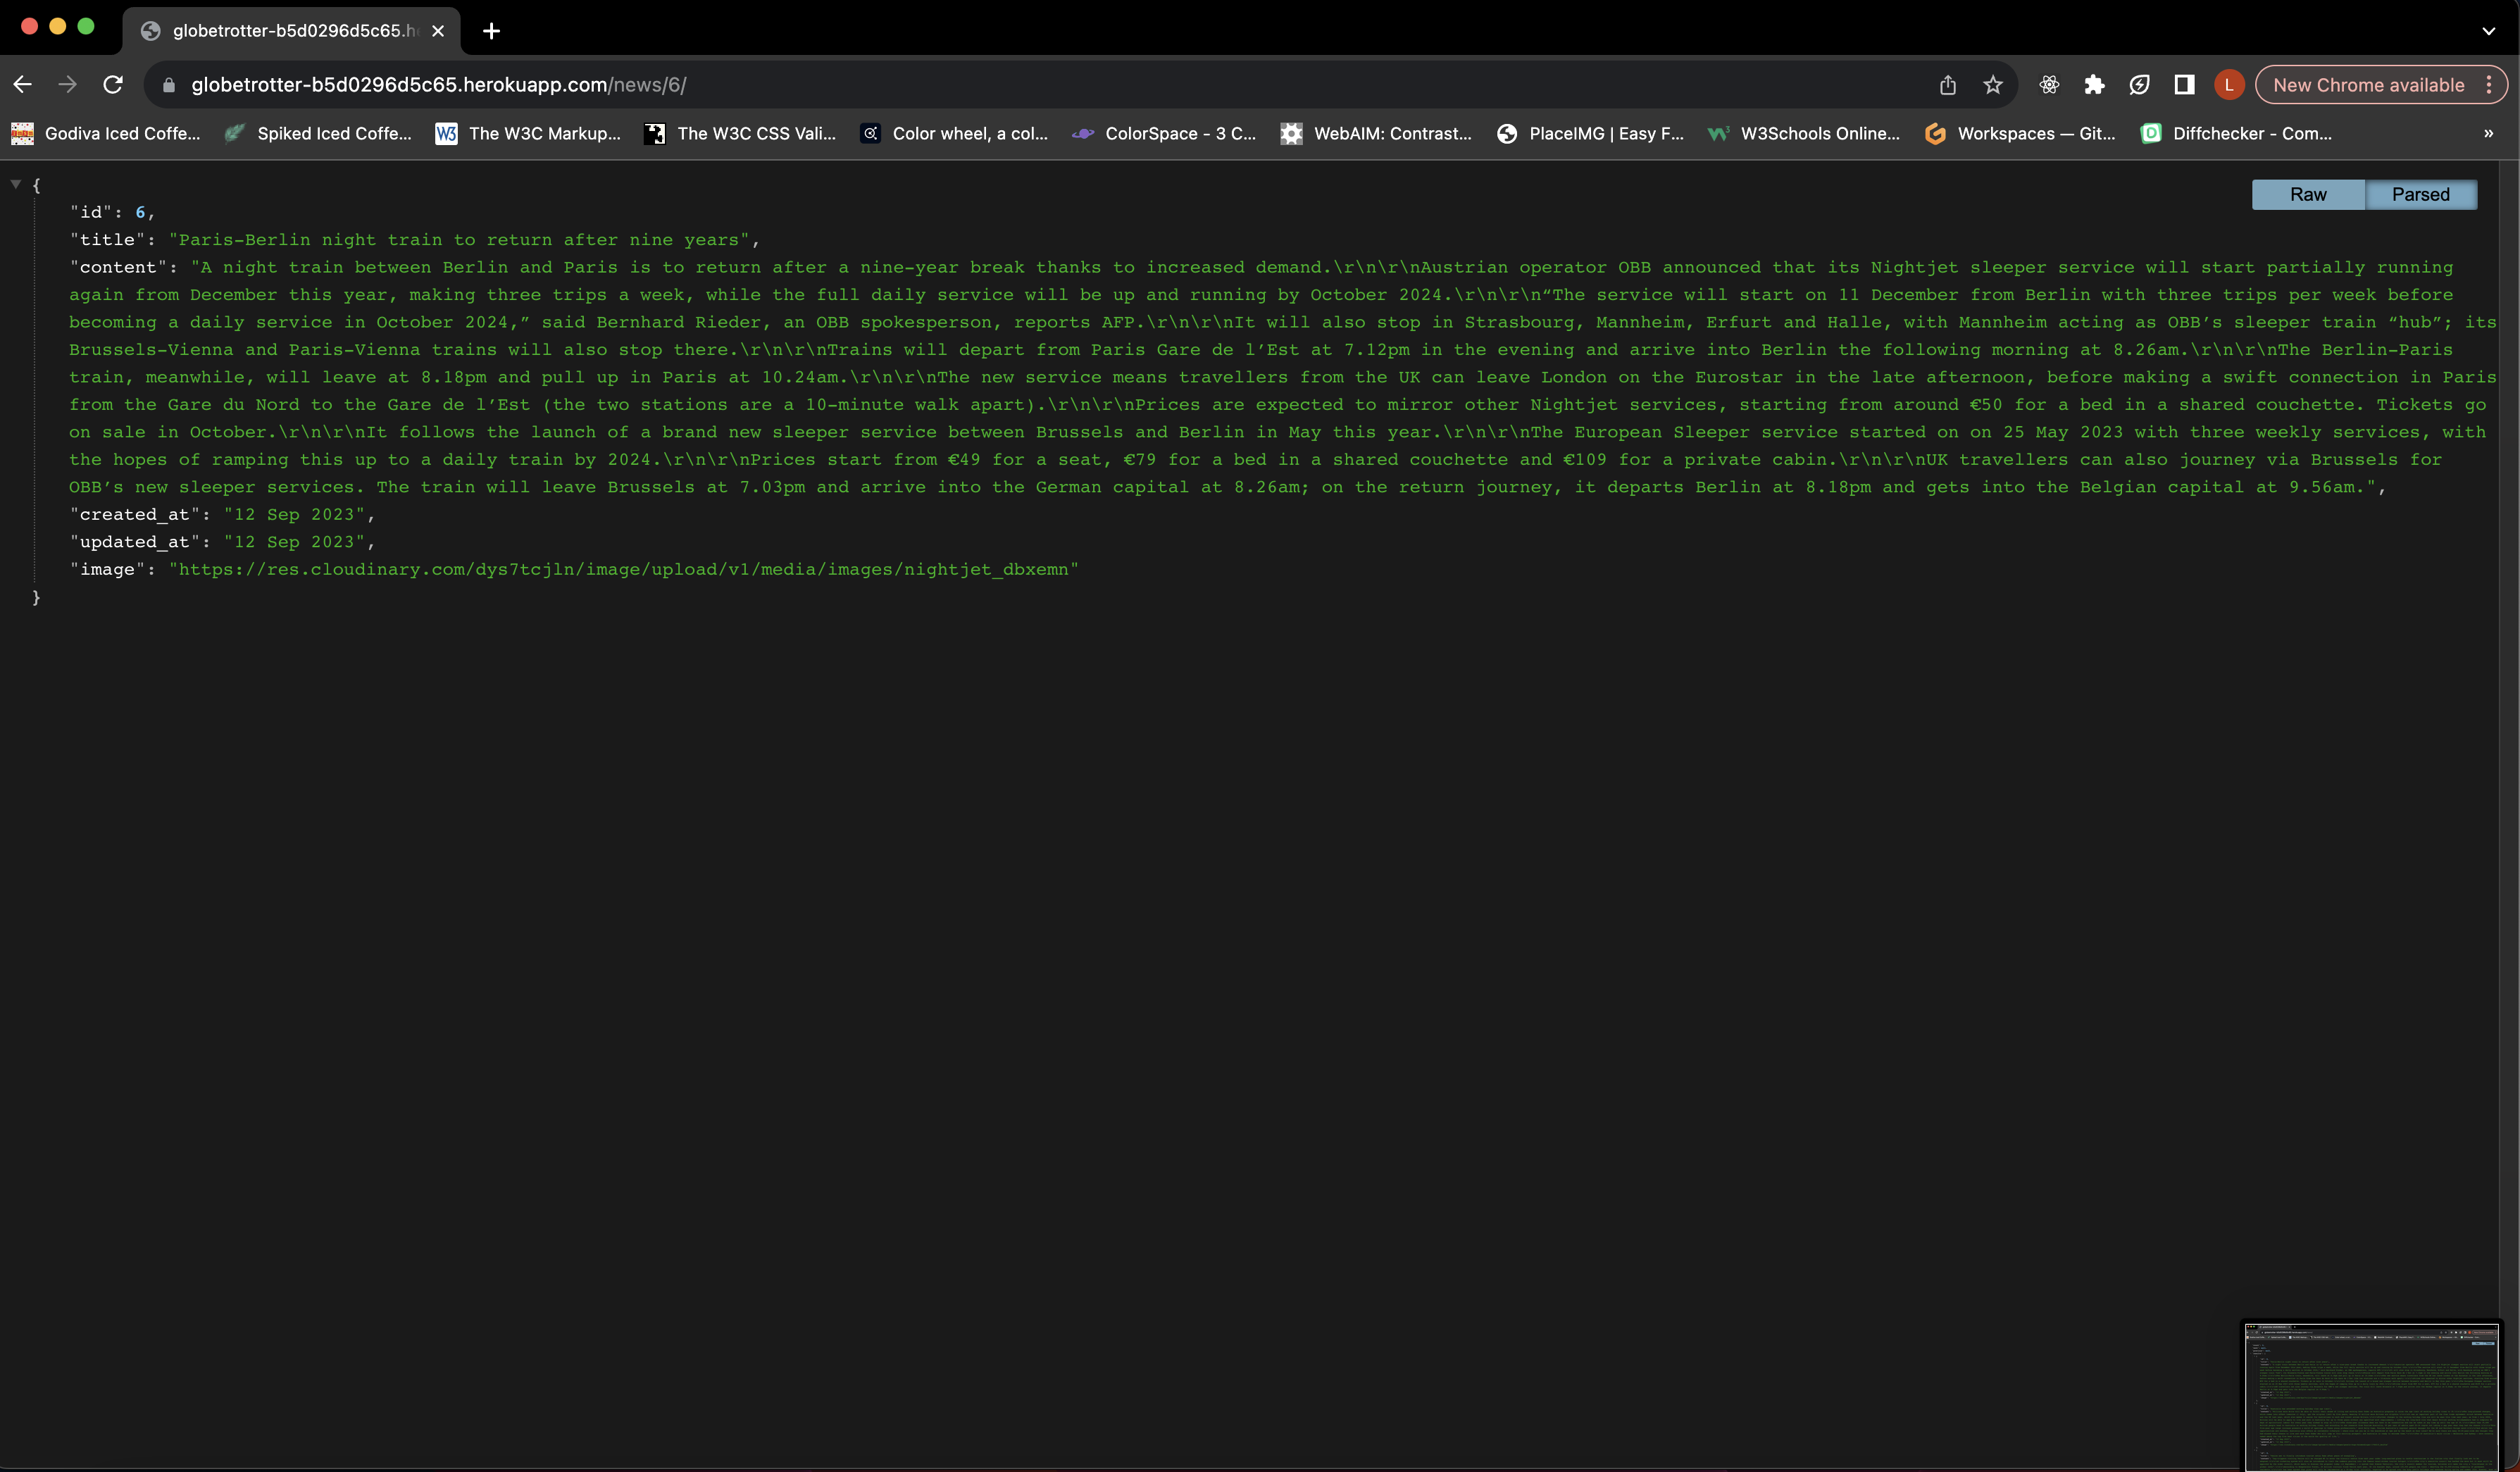 globetrotter-b5d0296d5c65.h
globetrotter-b5d0296d5c65.herokuapp.com/news/6/
L
New Chrome available
Godiva Iced Coffe...
Spiked Iced Coffe...
The W3C Markup...
The W3C CSS Vali...
Color wheel, a col...
ColorSpace - 3 C...
WebAIM: Contrast...
PlaceIMG | Easy F...
W3Schools Online...
Workspaces — Git...
Diffchecker - Com...
»
Raw
Parsed
{
"id": 6,
"title": "Paris-Berlin night train to return after nine years",
"content": "A night train between Berlin and Paris is to return after a nine-year break thanks to increased demand.\r\n\r\nAustrian operator OBB announced that its Nightjet sleeper service will start partially running
again from December this year, making three trips a week, while the full daily service will be up and running by October 2024.\r\n\r\n“The service will start on 11 December from Berlin with three trips per week before
becoming a daily service in October 2024,” said Bernhard Rieder, an OBB spokesperson, reports AFP.\r\n\r\nIt will also stop in Strasbourg, Mannheim, Erfurt and Halle, with Mannheim acting as OBB’s sleeper train “hub”; its
Brussels-Vienna and Paris-Vienna trains will also stop there.\r\n\r\nTrains will depart from Paris Gare de l’Est at 7.12pm in the evening and arrive into Berlin the following morning at 8.26am.\r\n\r\nThe Berlin-Paris
train, meanwhile, will leave at 8.18pm and pull up in Paris at 10.24am.\r\n\r\nThe new service means travellers from the UK can leave London on the Eurostar in the late afternoon, before making a swift connection in Paris
from the Gare du Nord to the Gare de l’Est (the two stations are a 10-minute walk apart).\r\n\r\nPrices are expected to mirror other Nightjet services, starting from around €50 for a bed in a shared couchette. Tickets go
on sale in October.\r\n\r\nIt follows the launch of a brand new sleeper service between Brussels and Berlin in May this year.\r\n\r\nThe European Sleeper service started on on 25 May 2023 with three weekly services, with
the hopes of ramping this up to a daily train by 2024.\r\n\r\nPrices start from €49 for a seat, €79 for a bed in a shared couchette and €109 for a private cabin.\r\n\r\nUK travellers can also journey via Brussels for
OBB’s new sleeper services. The train will leave Brussels at 7.03pm and arrive into the German capital at 8.26am; on the return journey, it departs Berlin at 8.18pm and gets into the Belgian capital at 9.56am.",
"created_at": "12 Sep 2023",
"updated_at": "12 Sep 2023",
"image": "https://res.cloudinary.com/dys7tcjln/image/upload/v1/media/images/nightjet_dbxemn"
}